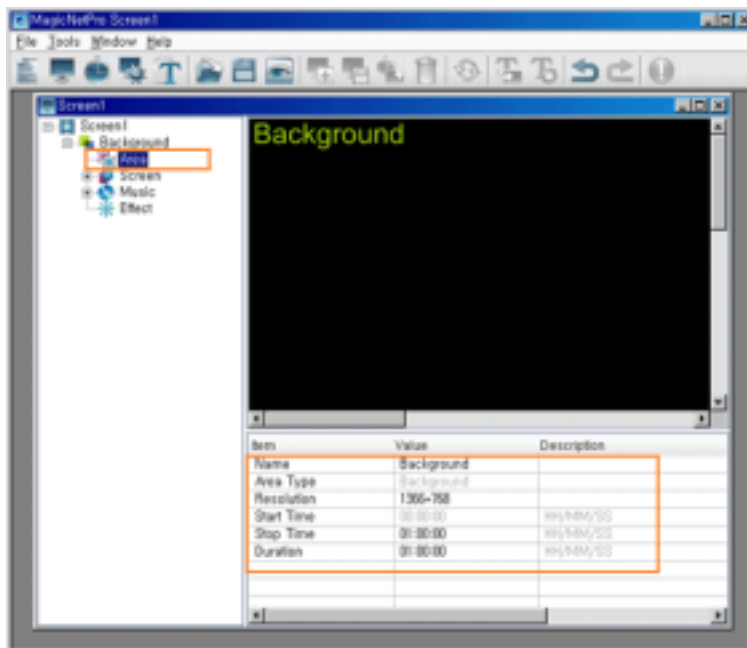 MagicNetPro Screen1
File Tools Window Help
Screen1
Screen1
Background
Area
Screen
Music
Effect
Background
Item Value Description
Name Background
Area Type Background
Resolution 1366*768
Start Time 00:00:00 HH/MM/SS
Stop Time 01:00:00 HH/MM/SS
Duration 01:00:00 HH/MM/SS